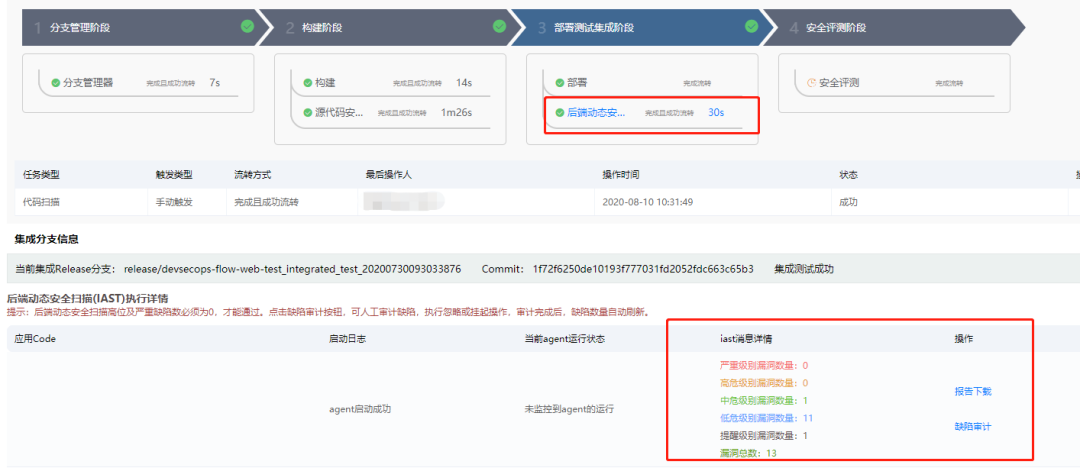 1 分支管理阶段 2 构建阶段 3 部署测试集成阶段 4 安全评测阶段
分支管理器 完成且成功流转 7s 构建 完成且成功流转 14s 部署 完成流转 安全评测 完成流转
源代码安... 完成且成功流转 1m26s 后端动态安... 完成且成功流转 30s
任务类型 触发类型 流转方式 最后操作人 操作时间 状态
代码扫描 手动触发 完成且成功流转 2020-08-10 10:31:49 成功
集成分支信息
当前集成Release分支: release/devsecops-flow-web-test_integrated_test_20200730093033876 Commit: 1f72f6250de10193f777031fd2052fdc663c65b3 集成测试成功
后端动态安全扫描(IAST)执行详情
提示: 后端动态安全扫描高位及严重缺陷数必须为0，才能通过。点击缺陷审计按钮，可人工审计缺陷，执行忽略或挂起操作，审计完成后，缺陷数量自动刷新。
应用Code 启动日志 当前agent运行状态 iast消息详情 操作
严重级别漏洞数量: 0
高危级别漏洞数量: 0
报告下载
中危级别漏洞数量: 1
agent启动成功 未监控到agent的运行
低危级别漏洞数量: 11
缺陷审计
提醒级别漏洞数量: 1
漏洞总数: 13